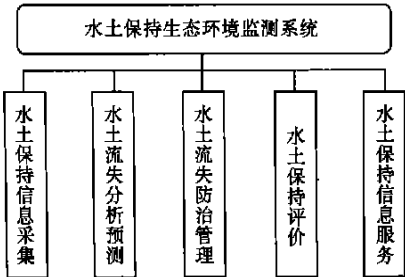 水土保持生态环境监测系统
水土保持信息采集
水土流失分析预测
水土流失防治管理
水土保持评价
水土保持信息服务